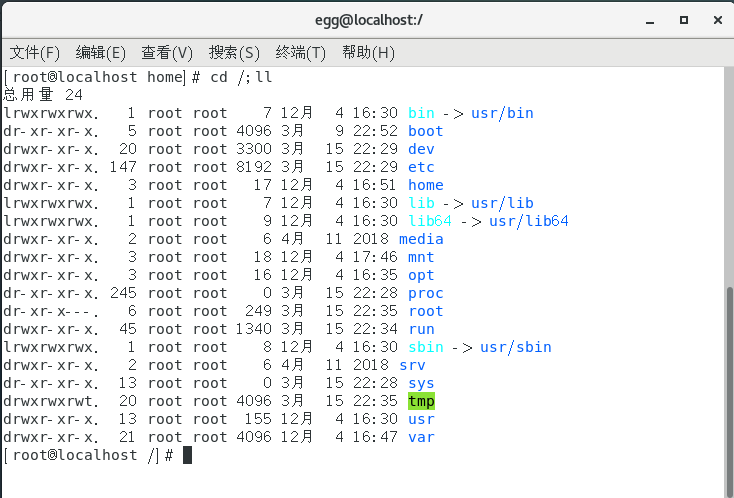 egg@localhost:/
文件(F) 编辑(E) 查看(V) 搜索(S) 终端(T) 帮助(H)
[root@localhost home]# cd /;ll
总用量 24
lrwxrwxrwx. 1 root root 7 12月 4 16:30 bin -> usr/bin
dr-xr-xr-x. 5 root root 4096 3月 9 22:52 boot
drwxr-xr-x. 20 root root 3300 3月 15 22:29 dev
drwxr-xr-x. 147 root root 8192 3月 15 22:29 etc
drwxr-xr-x. 3 root root 17 12月 4 16:51 home
lrwxrwxrwx. 1 root root 7 12月 4 16:30 lib -> usr/lib
lrwxrwxrwx. 1 root root 9 12月 4 16:30 lib64 -> usr/lib64
drwxr-xr-x. 2 root root 6 4月 11 2018 media
drwxr-xr-x. 3 root root 18 12月 4 17:46 mnt
drwxr-xr-x. 3 root root 16 12月 4 16:35 opt
dr-xr-xr-x. 245 root root 0 3月 15 22:28 proc
dr-xr-x---. 6 root root 249 3月 15 22:35 root
drwxr-xr-x. 45 root root 1340 3月 15 22:34 run
lrwxrwxrwx. 1 root root 8 12月 4 16:30 sbin -> usr/sbin
drwxr-xr-x. 2 root root 6 4月 11 2018 srv
dr-xr-xr-x. 13 root root 0 3月 15 22:28 sys
drwxrwxrwt. 20 root root 4096 3月 15 22:35 tmp
drwxr-xr-x. 13 root root 155 12月 4 16:30 usr
drwxr-xr-x. 21 root root 4096 12月 4 16:47 var
[root@localhost /]#